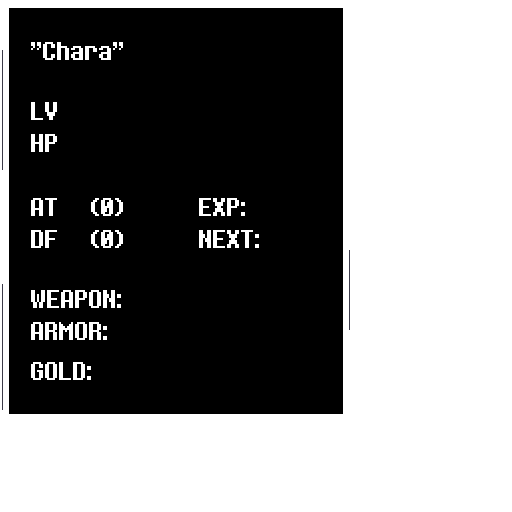 "Chara"
LV
HP
AT (0) EXP:
DF (0) NEXT:
WEAPON:
ARMOR:
GOLD: